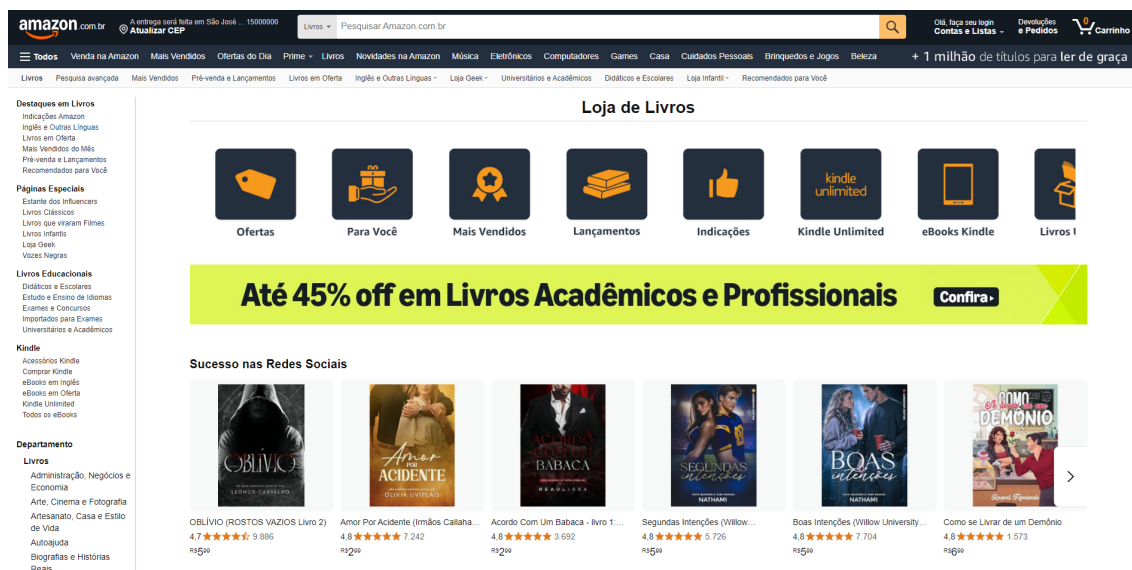 amazon.com.br
A entrega será feita em São José ... 15000000
Atualizar CEP
Livros
Pesquisar Amazon.com.br
Olá, faça seu login
Contas e Listas
Devoluções
e Pedidos
0
Carrinho
Todos Venda na Amazon Mais Vendidos Ofertas do Dia Prime Livros Novidades na Amazon Música Eletrônicos Computadores Games Casa Cuidados Pessoais Brinquedos e Jogos Beleza
+ 1 milhão de títulos para ler de graça
Livros Pesquisa avançada Mais Vendidos Pré-venda e Lançamentos Livros em Oferta Inglês e Outras Línguas Loja Geek Universitários e Acadêmicos Didáticos e Escolares Loja Infantil Recomendados para Você
Destaques em Livros
Indicações Amazon
Inglês e Outras Línguas
Livros em Oferta
Mais Vendidos do Mês
Pré-venda e Lançamentos
Recomendados para Você
Páginas Especiais
Estante dos Influencers
Livros Clássicos
Livros que viraram Filmes
Livros Infantis
Loja Geek
Vozes Negras
Livros Educacionais
Didáticos e Escolares
Estudo e Ensino de Idiomas
Exames e Concursos
Importados para Exames
Universitários e Acadêmicos
Kindle
Acessórios Kindle
Comprar Kindle
eBooks em Inglês
eBooks em Oferta
Kindle Unlimited
Todos os eBooks
Departamento
Livros
Administração, Negócios e
Economia
Arte, Cinema e Fotografia
Artesanato, Casa e Estilo
de Vida
Autoajuda
Biografias e Histórias
Reais
Loja de Livros
kindle
unlimited
Ofertas Para Você Mais Vendidos Lançamentos Indicações Kindle Unlimited eBooks Kindle Livros
Até 45% off em Livros Acadêmicos e Profissionais Confira
Sucesso nas Redes Sociais
OBLÍVIO
LEONOR CARVALHO
Amor
POR
ACIDENTE
OLIVIA UVIPLAIS
ACORDO
COM UM
BABACA
READLISSA
SEGUNDAS
intenções
NATHAMI
BOAS
intenções
NATHAMI
COMO
Se livrar de um
DEMÔNIO
OBLÍVIO (ROSTOS VAZIOS Livro 2)
4,7 9.886
R$599
Amor Por Acidente (Irmãos Callaha...
4,8 7.242
R$299
Acordo Com Um Babaca - livro 1:...
4,8 3.692
R$299
Segundas Intenções (Willow...
4,8 5.726
R$599
Boas Intenções (Willow University...
4,8 7.704
R$599
Como se Livrar de um Demônio
4,8 1.573
R$699